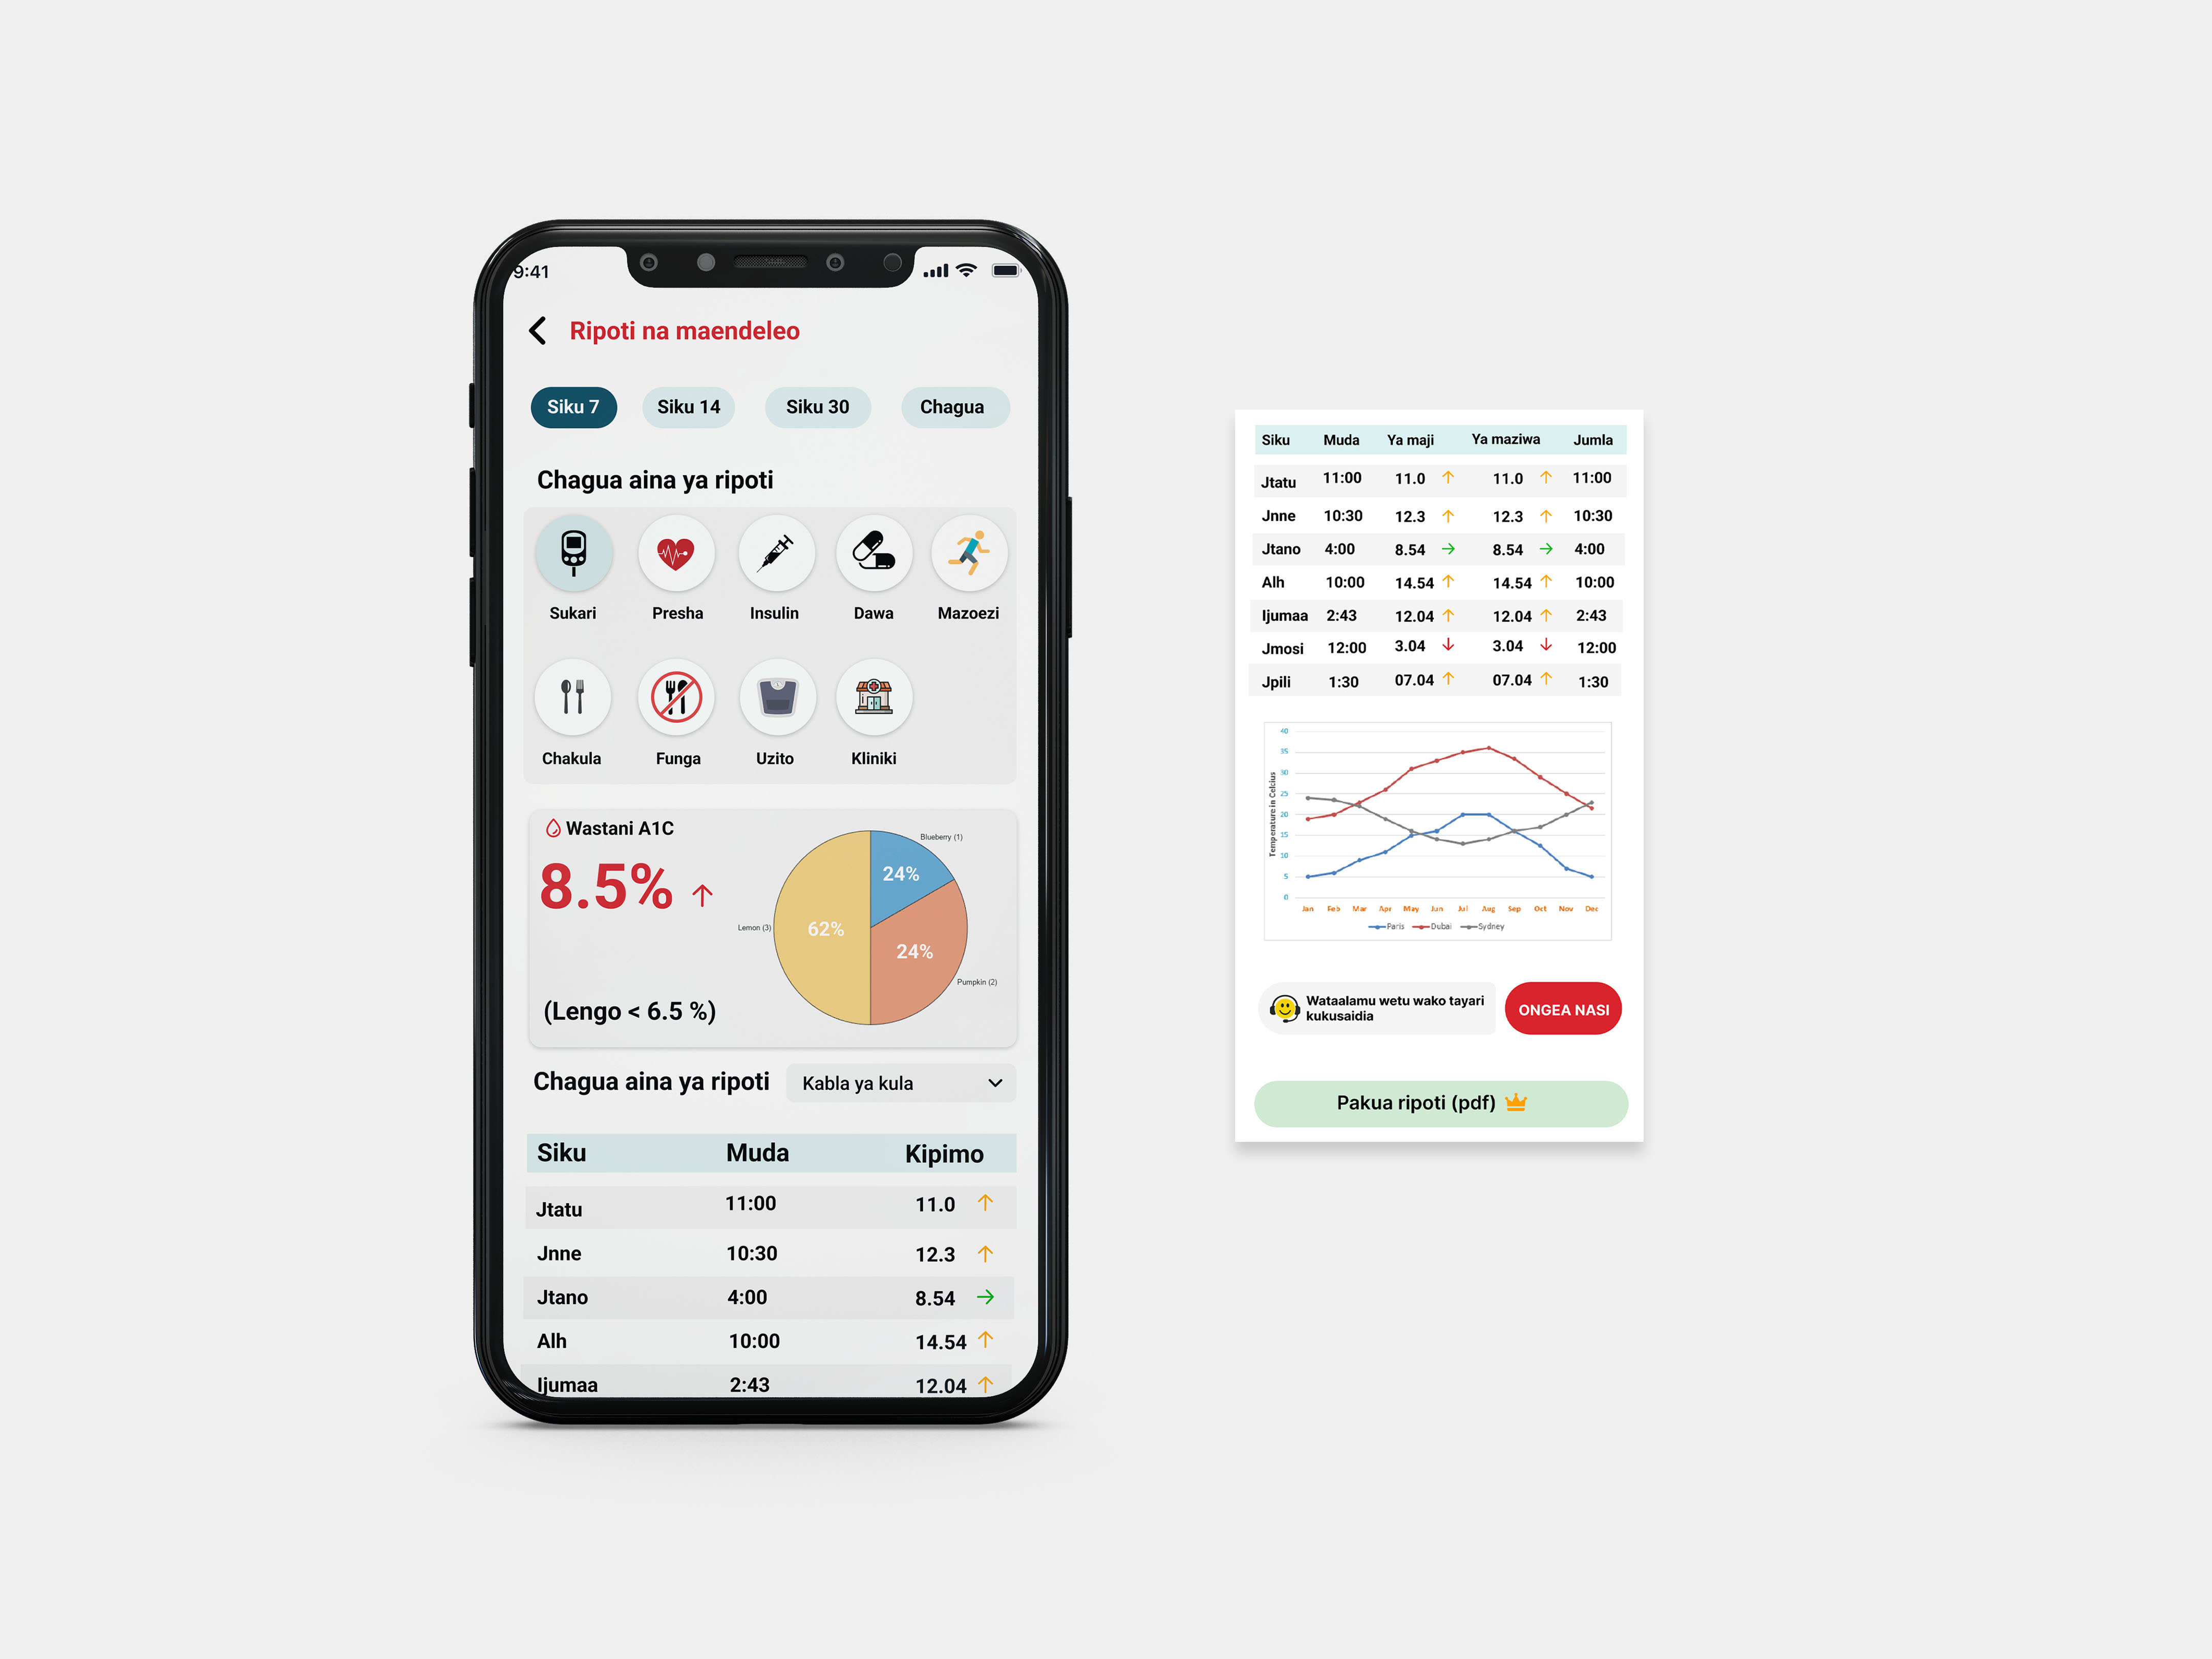 9:41
Ripoti na maendeleo
Siku 7 Siku 14 Siku 30 Chagua
Chagua aina ya ripoti
Sukari Presha Insulin Dawa Mazoezi
Chakula Funga Uzito Kliniki
Wastani A1C
8.5%
(Lengo < 6.5 %)
Blueberry (1)
24%
Lemon (3)
62%
24%
Pumpkin (2)
Chagua aina ya ripoti Kabla ya kula
Siku Muda Kipimo
Jtatu 11:00 11.0 ↑
Jnne 10:30 12.3 ↑
Jtano 4:00 8.54 →
Alh 10:00 14.54 ↑
Ijumaa 2:43 12.04 ↑
Siku Muda Ya maji Ya maziwa Jumla
Jtatu 11:00 11.0 ↑ 11.0 ↑ 11:00
Jnne 10:30 12.3 ↑ 12.3 ↑ 10:30
Jtano 4:00 8.54 → 8.54 → 4:00
Alh 10:00 14.54 ↑ 14.54 ↑ 10:00
Ijumaa 2:43 12.04 ↑ 12.04 ↑ 2:43
Jmosi 12:00 3.04 ↓ 3.04 ↓ 12:00
Jpili 1:30 07.04 ↑ 07.04 ↑ 1:30
Temperature in Celcius
40
35
30
25
20
15
10
5
0
Jan Feb Mar Apr May Jun Jul Aug Sep Oct Nov Dec
Paris Dubai Sydney
Wataalamu wetu wako tayari
kukusaidia
ONGEA NASI
Pakua ripoti (pdf)